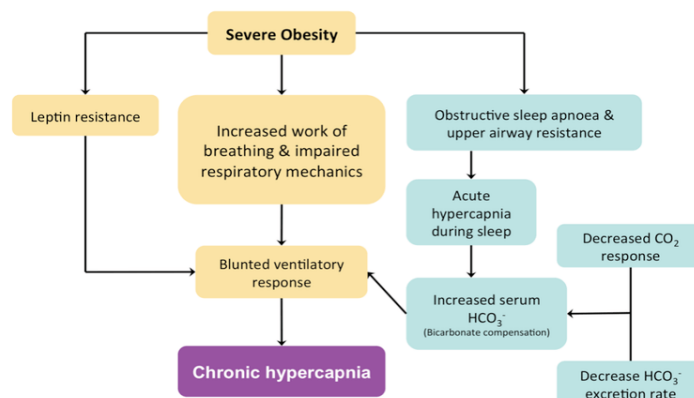 Severe Obesity
Leptin resistance
Increased work of
breathing & impaired
respiratory mechanics
Obstructive sleep apnoea &
upper airway resistance
Acute
hypercapnia
during sleep
Decreased CO₂
response
Blunted ventilatory
response
Increased serum
HCO₃⁻
(Bicarbonate compensation)
Chronic hypercapnia
Decrease HCO₃⁻
excretion rate